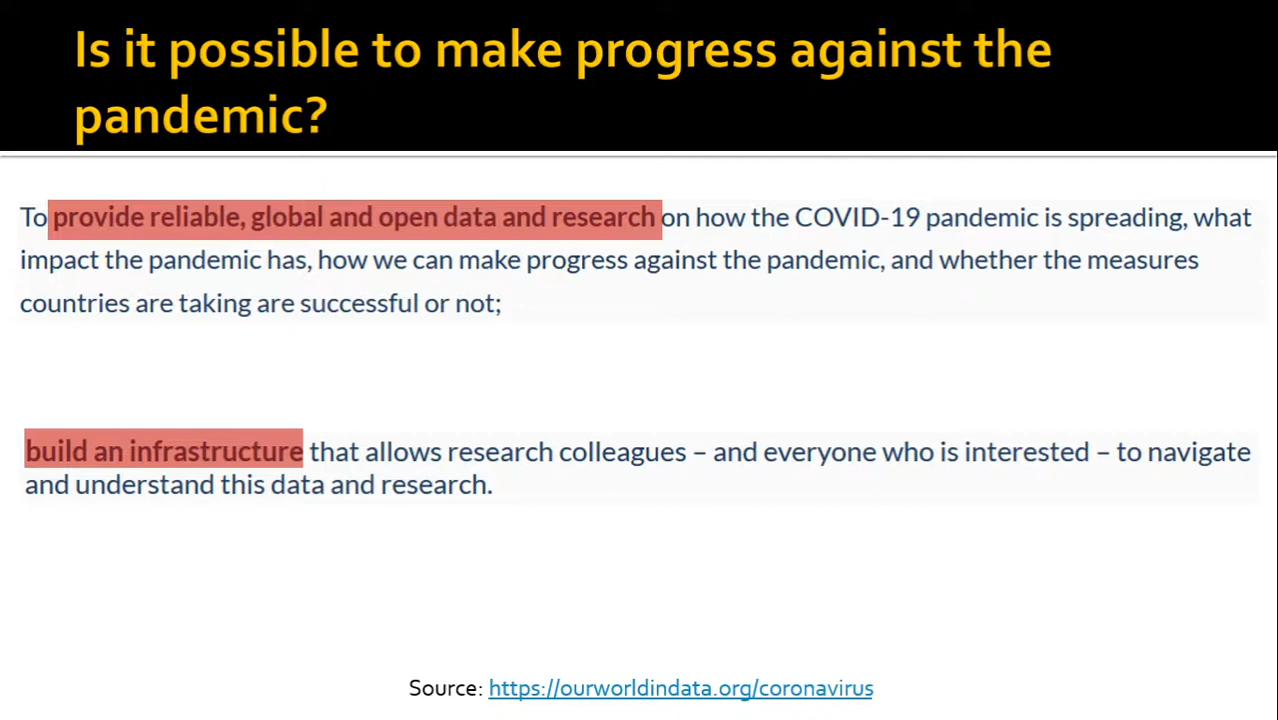 Is it possible to make progress against the
pandemic?
To provide reliable, global and open data and research on how the COVID-19 pandemic is spreading, what
impact the pandemic has, how we can make progress against the pandemic, and whether the measures
countries are taking are successful or not;
build an infrastructure that allows research colleagues – and everyone who is interested – to navigate
and understand this data and research.
Source: https://ourworldindata.org/coronavirus